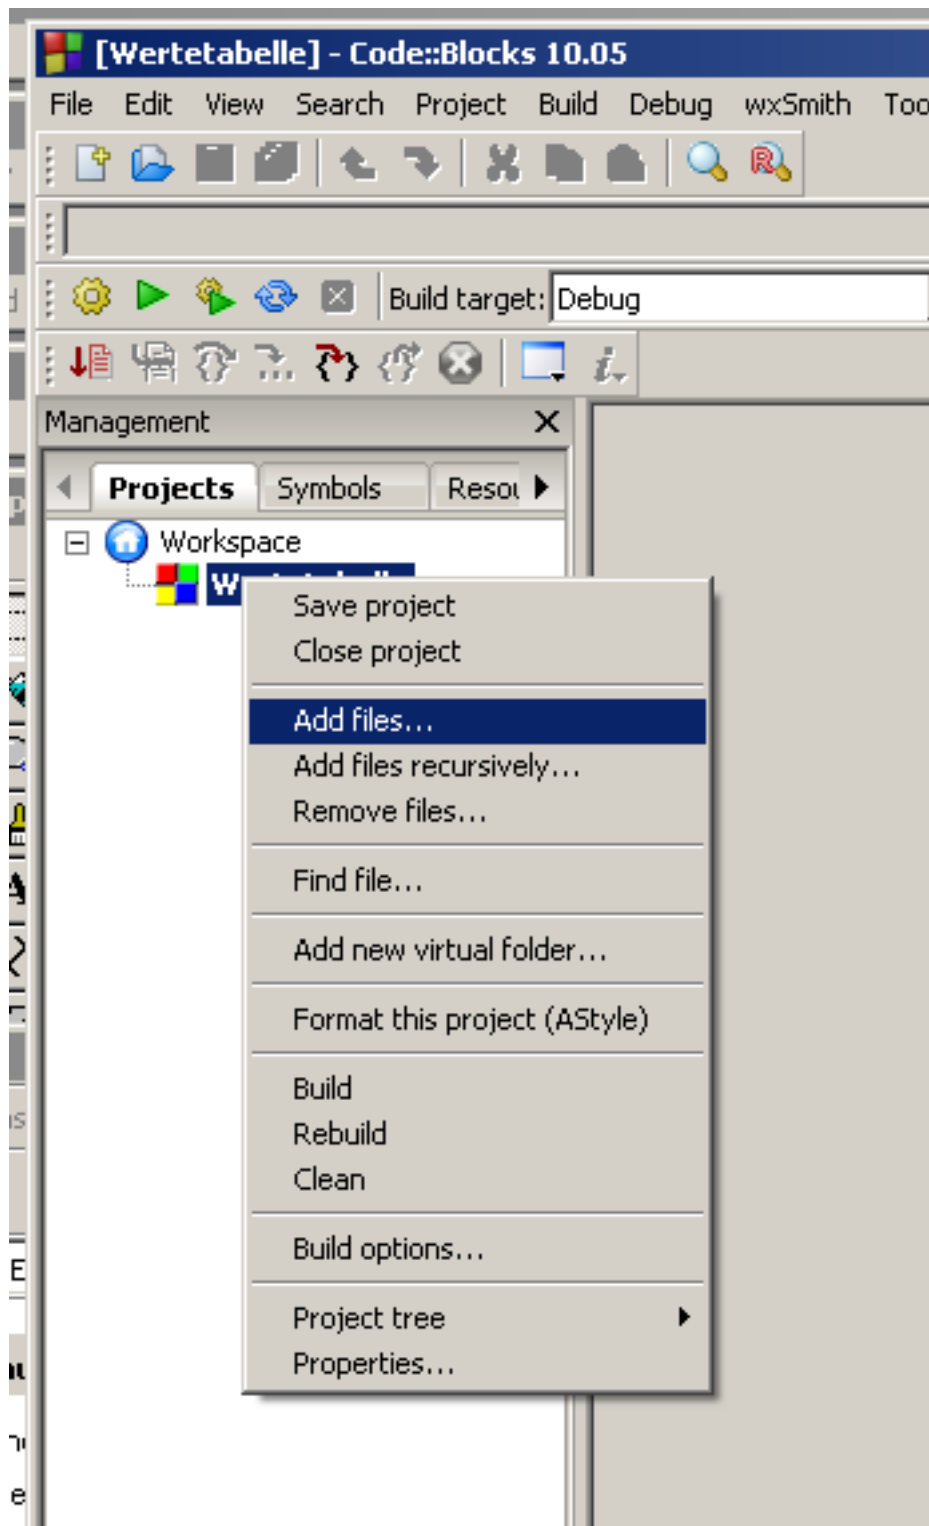 [Wertetabelle] - Code::Blocks 10.05
File Edit View Search Project Build Debug wxSmith
Build target: Debug
Management
Projects Symbols
Workspace
Save project
Close project
Add files...
Add files recursively...
Remove files...
Find file...
Add new virtual folder...
Format this project (AStyle)
Build
Rebuild
Clean
Build options...
Project tree
Properties...